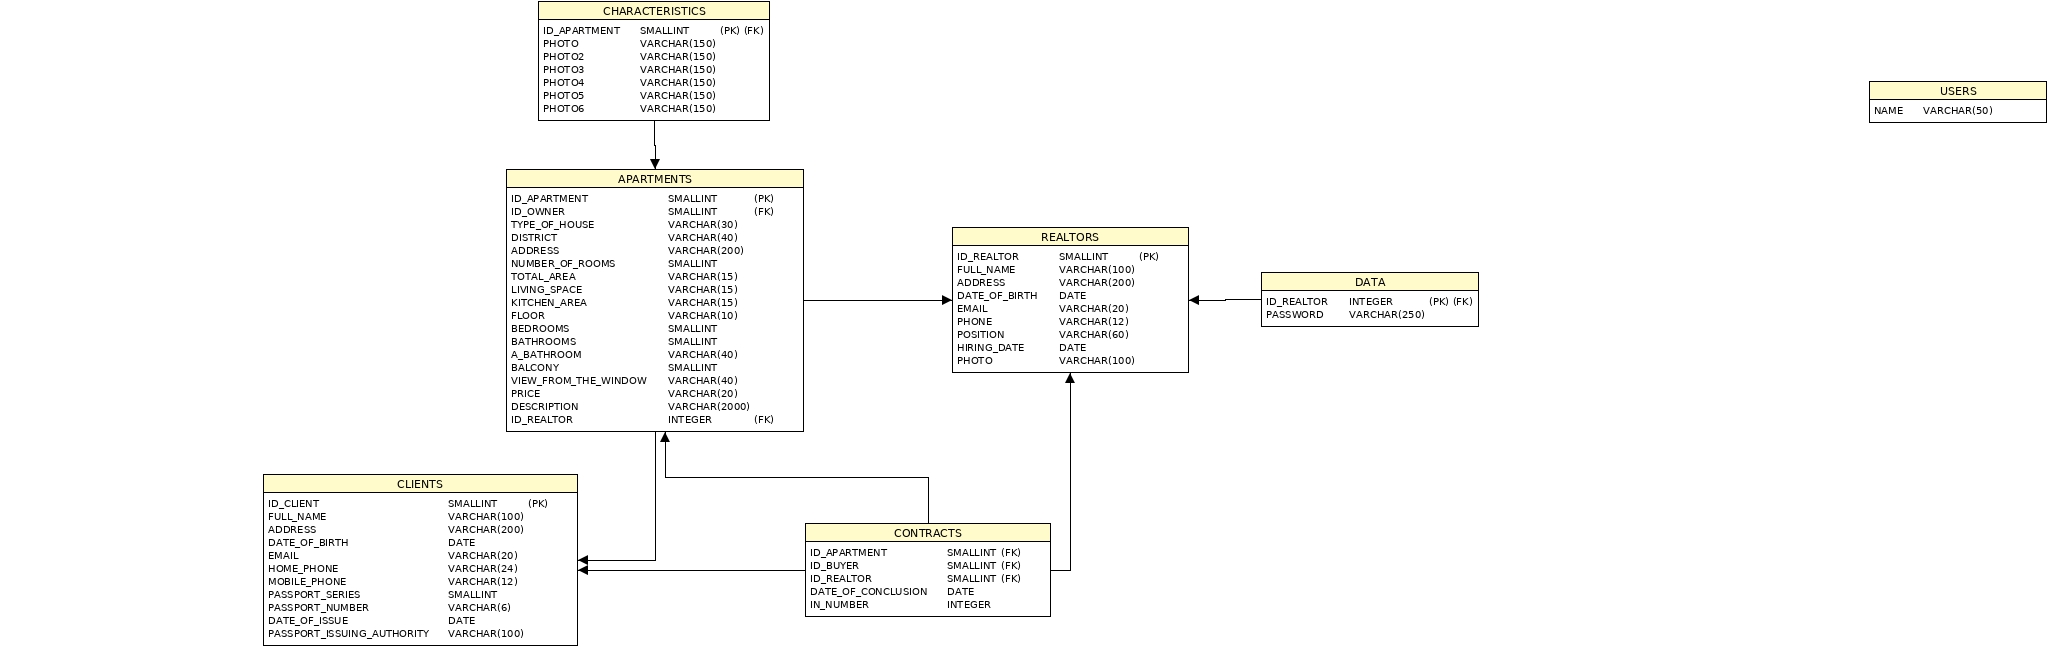 CHARACTERISTICS
ID_APARTMENT SMALLINT (PK) (FK)
PHOTO VARCHAR(150)
PHOTO2 VARCHAR(150)
PHOTO3 VARCHAR(150)
PHOTO4 VARCHAR(150)
PHOTO5 VARCHAR(150)
PHOTO6 VARCHAR(150)
USERS
NAME VARCHAR(50)
APARTMENTS
ID_APARTMENT SMALLINT (PK)
ID_OWNER SMALLINT (FK)
TYPE_OF_HOUSE VARCHAR(30)
DISTRICT VARCHAR(40)
ADDRESS VARCHAR(200)
NUMBER_OF_ROOMS SMALLINT
TOTAL_AREA VARCHAR(15)
LIVING_SPACE VARCHAR(15)
KITCHEN_AREA VARCHAR(15)
FLOOR VARCHAR(10)
BEDROOMS SMALLINT
BATHROOMS SMALLINT
A_BATHROOM VARCHAR(40)
BALCONY SMALLINT
VIEW_FROM_THE_WINDOW VARCHAR(40)
PRICE VARCHAR(20)
DESCRIPTION VARCHAR(2000)
ID_REALTOR INTEGER (FK)
REALTORS
ID_REALTOR SMALLINT (PK)
FULL_NAME VARCHAR(100)
ADDRESS VARCHAR(200)
DATE_OF_BIRTH DATE
EMAIL VARCHAR(20)
PHONE VARCHAR(12)
POSITION VARCHAR(60)
HIRING_DATE DATE
PHOTO VARCHAR(100)
DATA
ID_REALTOR INTEGER (PK) (FK)
PASSWORD VARCHAR(250)
CLIENTS
ID_CLIENT SMALLINT (PK)
FULL_NAME VARCHAR(100)
ADDRESS VARCHAR(200)
DATE_OF_BIRTH DATE
EMAIL VARCHAR(20)
HOME_PHONE VARCHAR(24)
MOBILE_PHONE VARCHAR(12)
PASSPORT_SERIES SMALLINT
PASSPORT_NUMBER VARCHAR(6)
DATE_OF_ISSUE DATE
PASSPORT_ISSUING_AUTHORITY VARCHAR(100)
CONTRACTS
ID_APARTMENT SMALLINT (FK)
ID_BUYER SMALLINT (FK)
ID_REALTOR SMALLINT (FK)
DATE_OF_CONCLUSION DATE
IN_NUMBER INTEGER